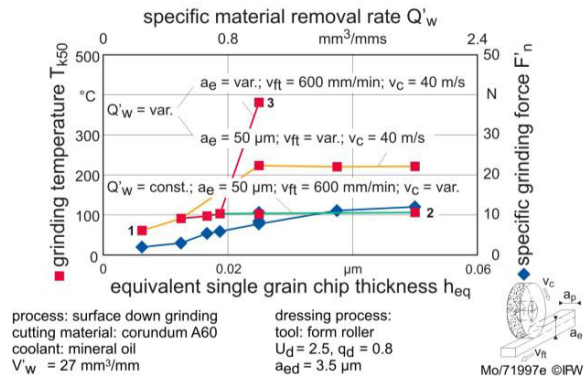 specific material removal rate Q'w
0 0.8 mm³/mms 2.4
500 50
°C N
300 30
200 20
100 10
0 0
grinding temperature Tk50
specific grinding force F'n
ae = var.; vft = 600 mm/min; vc = 40 m/s
Q'w = var.
3
ae = 50 µm; vft = var.; vc = 40 m/s
Q'w = const.; ae = 50 µm; vft = 600 mm/min; vc = var.
1
2
0 0.02 µm 0.06
equivalent single grain chip thickness heq
process: surface down grinding
cutting material: corundum A60
coolant: mineral oil
V'w = 27 mm³/mm
dressing process:
tool: form roller
Ud = 2.5, qd = 0.8
aed = 3.5 µm
vc
ap
ae
vft
Mo/71997e ©IFW